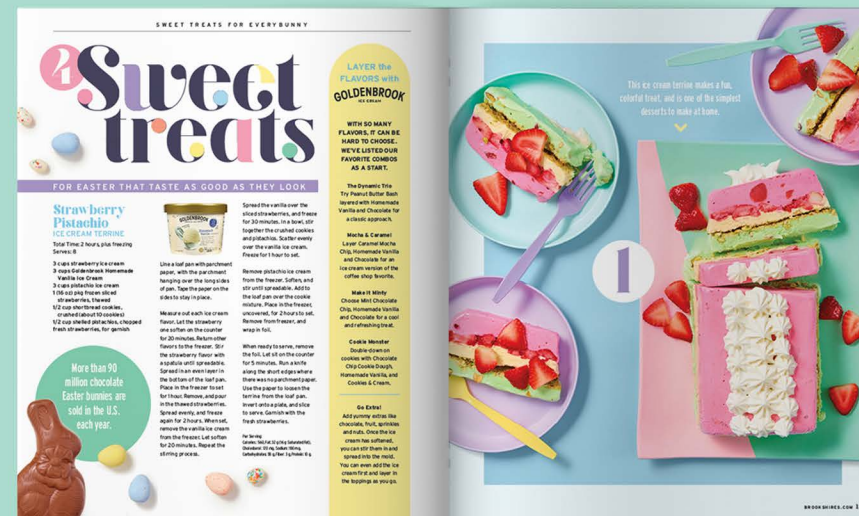 SWEET TREATS FOR EVERYBUNNY
4 Sweet
treats
FOR EASTER THAT TASTE AS GOOD AS THEY LOOK
Strawberry
Pistachio
ICE CREAM TERRINE
Total Time: 2 hours, plus freezing
Serves: 8
3 cups strawberry ice cream
3 cups Goldenbrook Homemade
Vanilla Ice Cream
3 cups pistachio ice cream
1 (16 oz) pkg frozen sliced
strawberries, thawed
1/2 cup shortbread cookies,
crushed (about 10 cookies)
1/2 cup shelled pistachios, chopped
fresh strawberries, for garnish
More than 90
million chocolate
Easter bunnies are
sold in the U.S.
each year.
GOLDENBROOK
Line a loaf pan with parchment
paper, with the parchment
hanging over the long sides
of pan. Tape the paper on the
sides to stay in place.
Measure out each ice cream
flavor. Let the strawberry
one soften on the counter
for 20 minutes. Return other
flavors to the freezer. Stir
the strawberry flavor with
a spatula until spreadable.
Spread in an even layer in
the bottom of the loaf pan.
Place in the freezer to set
for 1 hour. Remove, and pour
in the thawed strawberries.
Spread evenly, and freeze
again for 2 hours. When set,
remove the vanilla ice cream
from the freezer. Let soften
for 20 minutes. Repeat the
stirring process.
Spread the vanilla over the
sliced strawberries, and freeze
for 30 minutes. In a bowl, stir
together the crushed cookies
and pistachios. Scatter evenly
over the vanilla ice cream.
Freeze for 1 hour to set.
Remove pistachio ice cream
from the freezer. Soften, and
stir until spreadable. Add to
the loaf pan over the cookie
mixture. Place in the freezer,
uncovered, for 2 hours to set.
Remove from freezer, and
wrap in foil.
When ready to serve, remove
the foil. Let sit on the counter
for 5 minutes. Run a knife
along the short edges where
there was no parchment paper.
Use the paper to loosen the
terrine from the loaf pan.
Invert onto a plate, and slice
to serve. Garnish with the
fresh strawberries.
Per Serving
LAYER the
FLAVORS with
GOLDENBROOK
ICE CREAM
WITH SO MANY
FLAVORS, IT CAN BE
HARD TO CHOOSE.
WE'VE LISTED OUR
FAVORITE COMBOS
AS A START.
The Dynamic Trio
Try Peanut Butter Bash
layered with Homemade
Vanilla and Chocolate for
a classic approach.
Mocha & Caramel
Layer Caramel Mocha
Chip, Homemade Vanilla
and Chocolate for an
ice cream version of the
coffee shop favorite.
Make It Minty
Choose Mint Chocolate
Chip, Homemade Vanilla
and Chocolate for a cool
and refreshing treat.
Cookie Monster
Double-down on
cookies with Chocolate
Chip Cookie Dough,
Homemade Vanilla, and
Cookies & Cream.
Go Extra!
Add yummy extras like
chocolate, fruit, sprinkles
and nuts. Once the ice
cream has softened,
you can stir them in and
spread into the mold.
You can even add the ice
cream first and layer in
the toppings as you go.
This ice cream terrine makes a fun,
colorful treat, and is one of the simplest
desserts to make at home.
1
BROOKSHIRES.COM